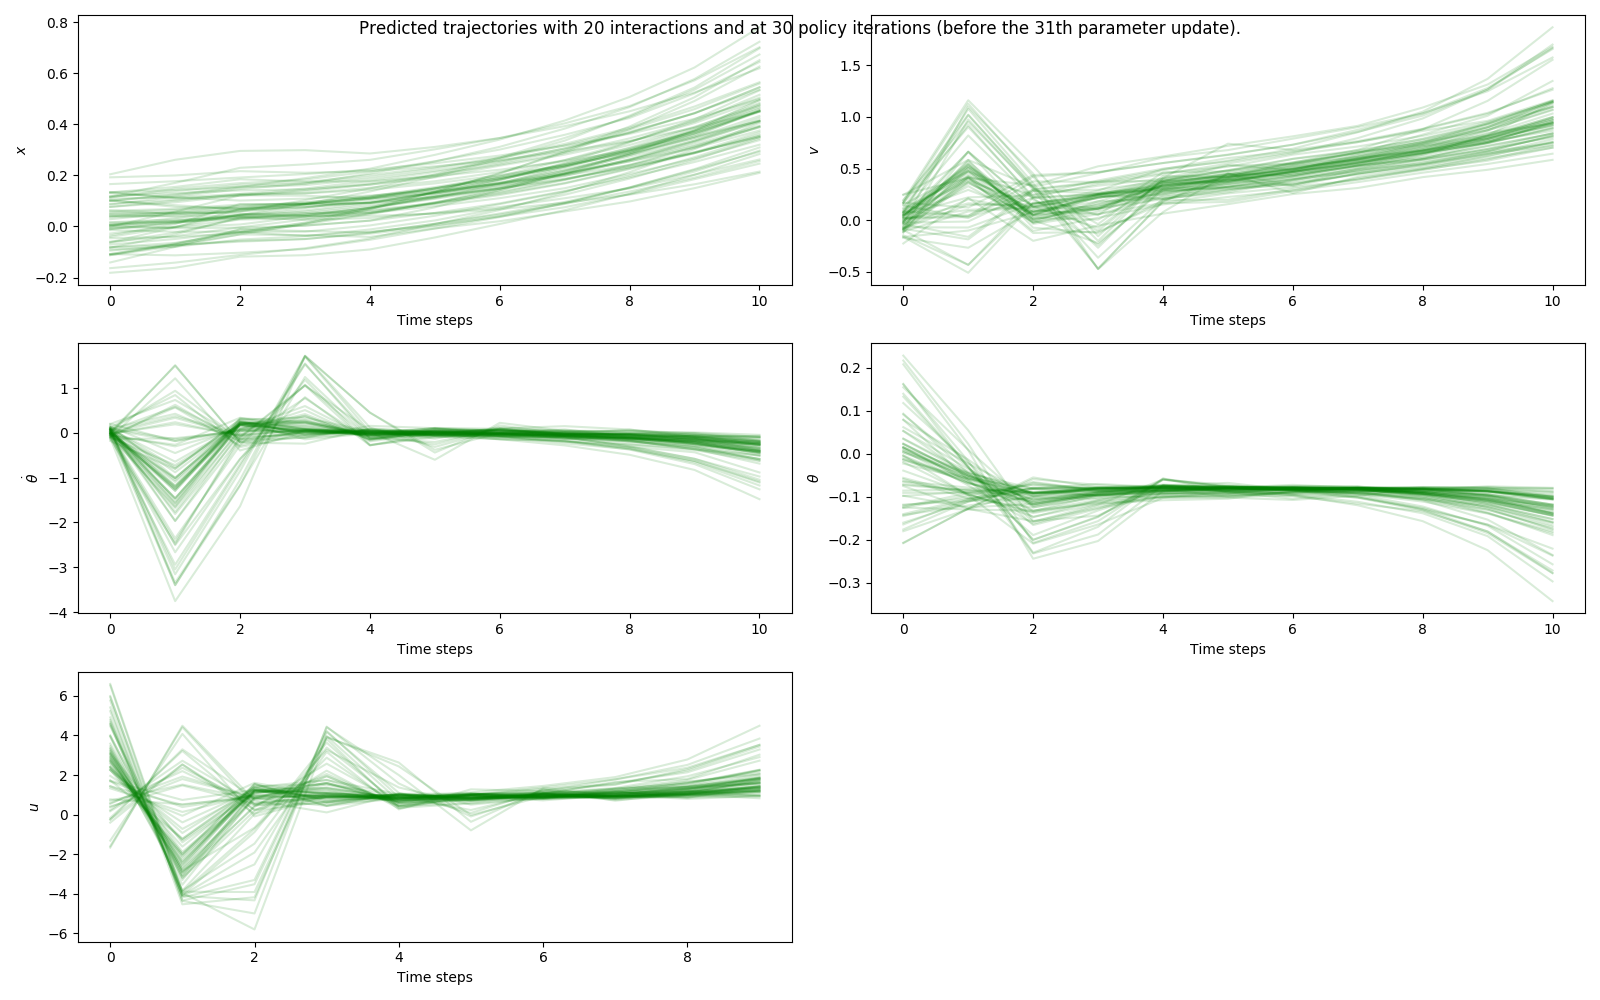 Predicted trajectories with 20 interactions and at 30 policy iterations (before the 31th parameter update).
0.8
0.6
0.4
0.2
0.0
−0.2
x
0 2 4 6 8 10
Time steps
1.5
1.0
0.5
0.0
−0.5
v
0 2 4 6 8 10
Time steps
1
0
−1
−2
−3
−4
θ̇
0 2 4 6 8 10
Time steps
0.2
0.1
0.0
−0.1
−0.2
−0.3
θ
0 2 4 6 8 10
Time steps
6
4
2
0
−2
−4
−6
u
0 2 4 6 8
Time steps